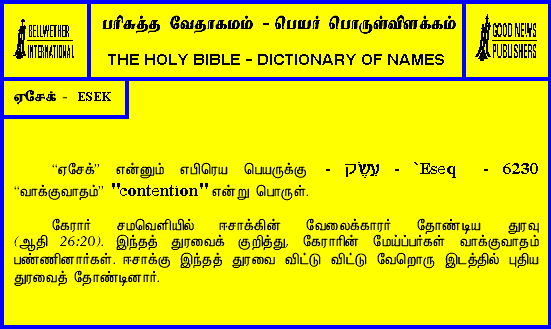 BELLWETHER
INTERNATIONAL
பரிசுத்த வேதாகமம் - பெயர் பொருள்விளக்கம்
THE HOLY BIBLE - DICTIONARY OF NAMES
GOOD NEWS
PUBLISHERS
ஏசேக் - ESEK
“ஏசேக்” என்னும் எபிரெய பெயருக்கு - עֵשֶׂק - `Eseq - 6230
“வாக்குவாதம்” "contention" என்று பொருள்.
கேரார் சமவெளியில் ஈசாக்கின் வேலைக்காரர் தோண்டிய துரவு
(ஆதி 26:20). இந்தத் துரவைக் குறித்து, கேராரின் மேய்ப்பர்கள் வாக்குவாதம்
பண்ணினார்கள். ஈசாக்கு இந்தத் துரவை விட்டு விட்டு வேறொரு இடத்தில் புதிய
துரவைத் தோண்டினார்.